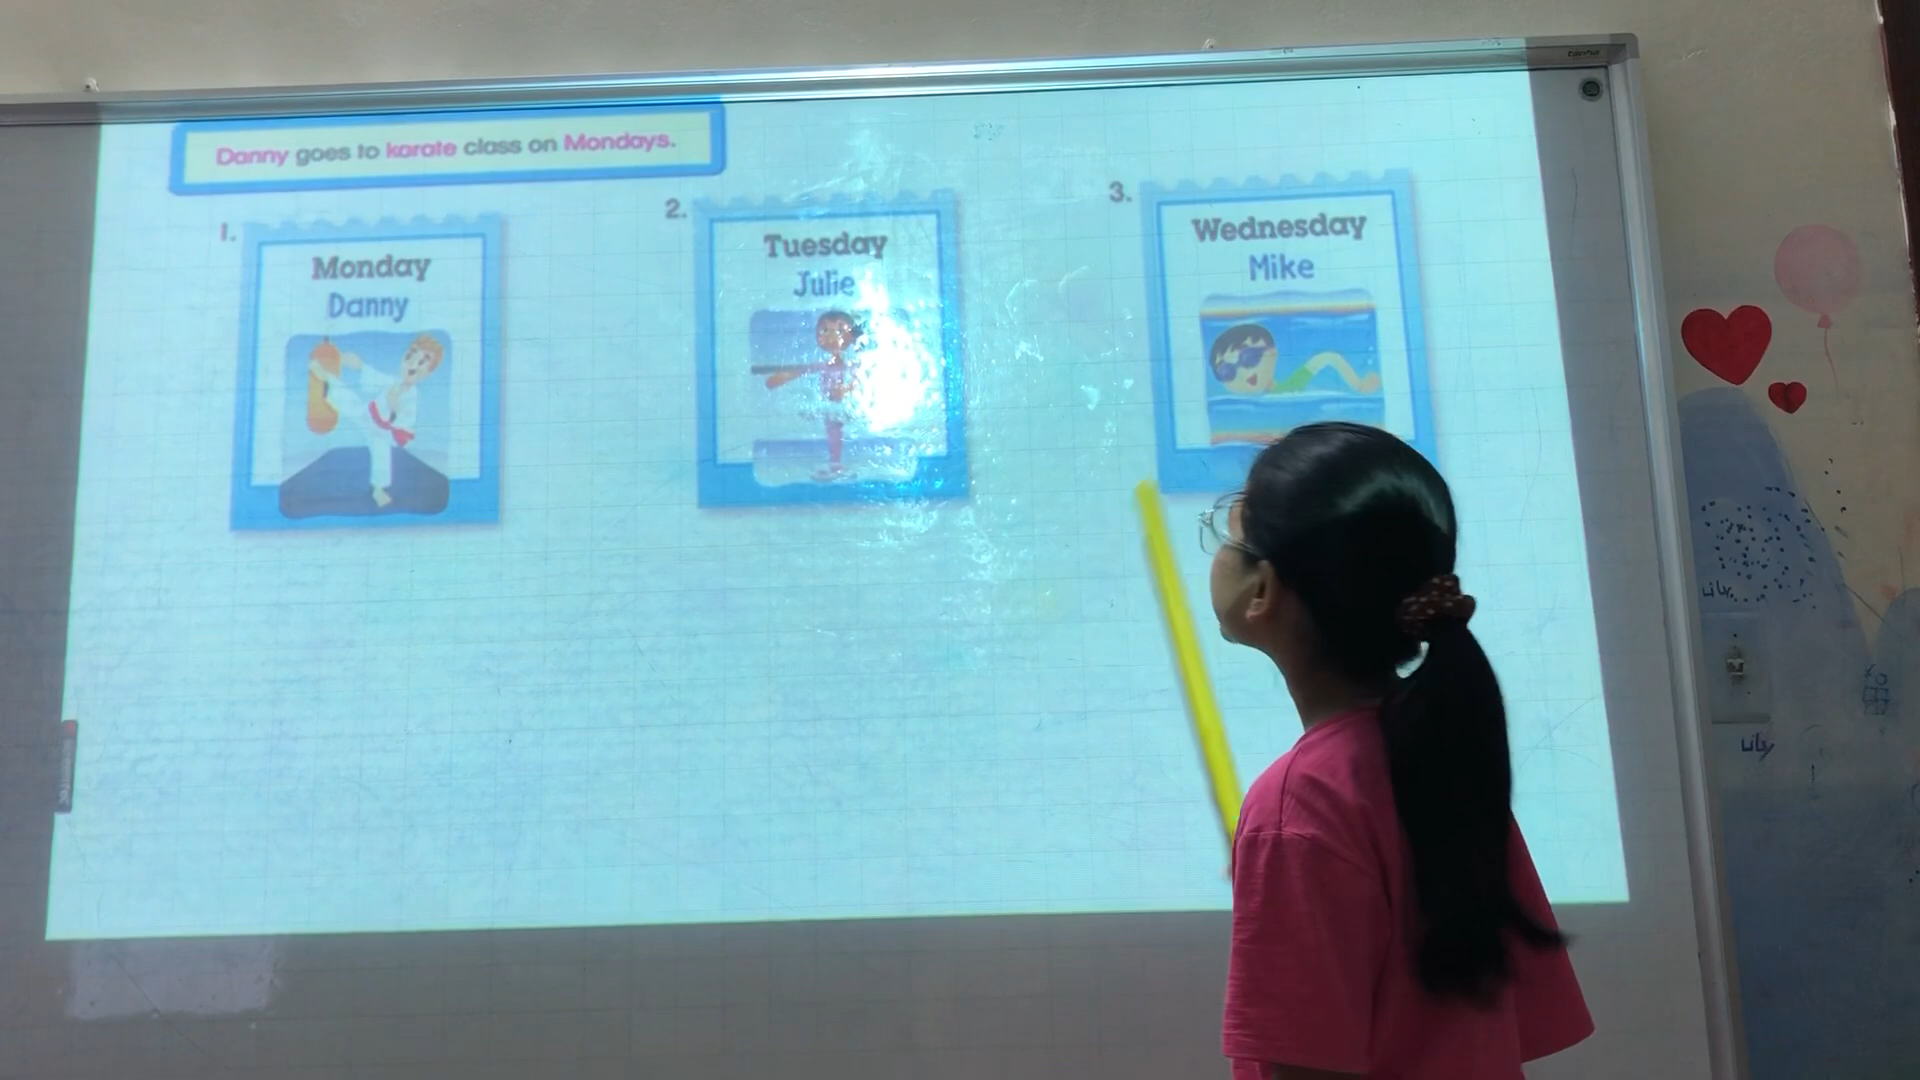 Danny goes to karate class on Mondays.
1.
Monday
Danny
2.
Tuesday
Julie
3.
Wednesday
Mike